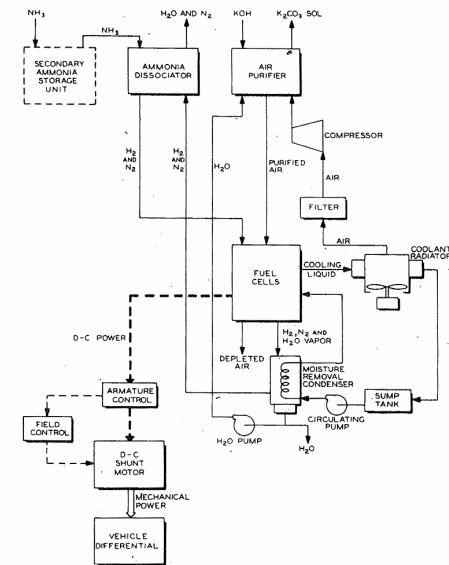 NH3
NH3
H2O AND N2
KOH
K2CO3 SOL
SECONDARY
AMMONIA
STORAGE
UNIT
AMMONIA
DISSOCIATOR
AIR
PURIFIER
COMPRESSOR
H2
AND
N2
H2
AND
N2
H2O
PURIFIED
AIR
AIR
FILTER
AIR
COOLANT
RADIATOR
FUEL
CELLS
COOLING
LIQUID
D-C POWER
DEPLETED
AIR
H2, N2 AND
H2O VAPOR
MOISTURE
REMOVAL
CONDENSER
ARMATURE
CONTROL
SUMP
TANK
FIELD
CONTROL
CIRCULATING
PUMP
H2O PUMP
H2O
D-C
SHUNT
MOTOR
MECHANICAL
POWER
VEHICLE
DIFFERENTIAL